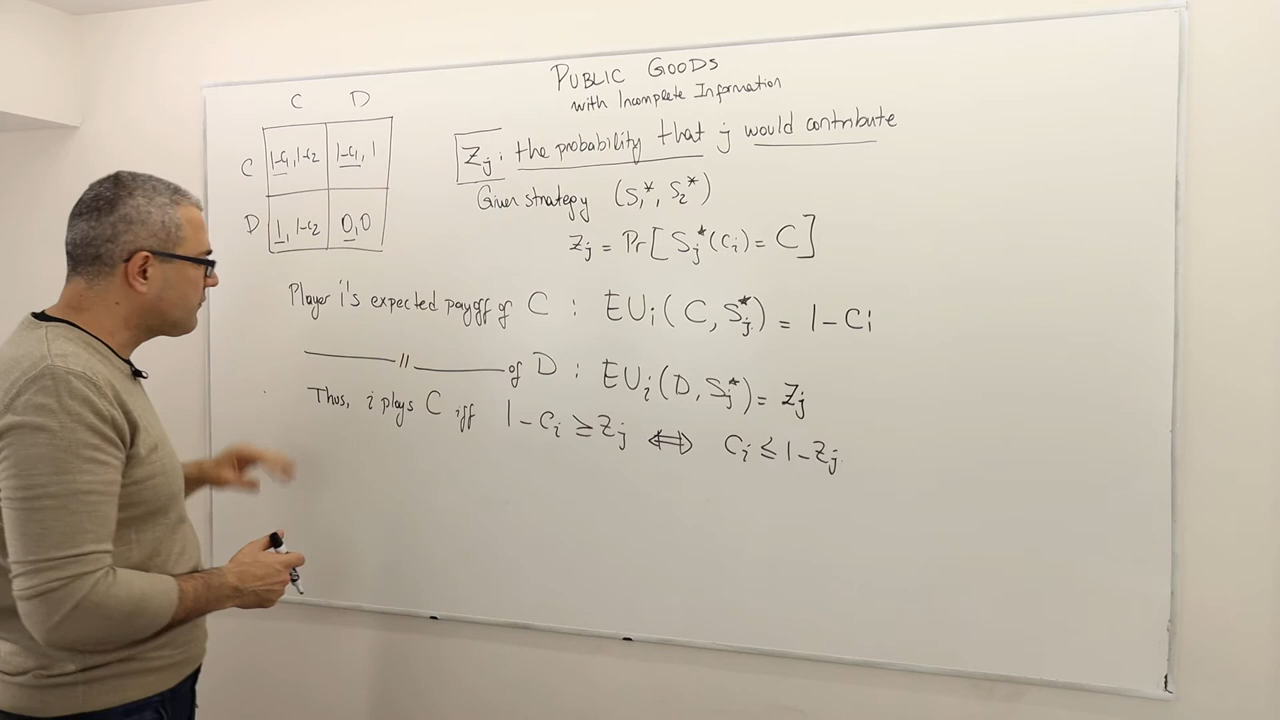 PUBLIC GOODS
with Incomplete Information
C D
C 1-c₁, 1-c₂ 1-c₁, 1
D 1, 1-c₂ 0,0
Zj : the probability that j would contribute
Given strategy (S₁*, S₂*)
Zj = Pr[Sj*(ci) = C]
Player i's expected payoff of C : EUi(C, Sj*) = 1-Ci
—— 〃 —— of D : EUi(D, Sj*) = Zj
Thus, i plays C iff 1-Ci ≥ Zj ⟺ Ci ≤ 1-Zj